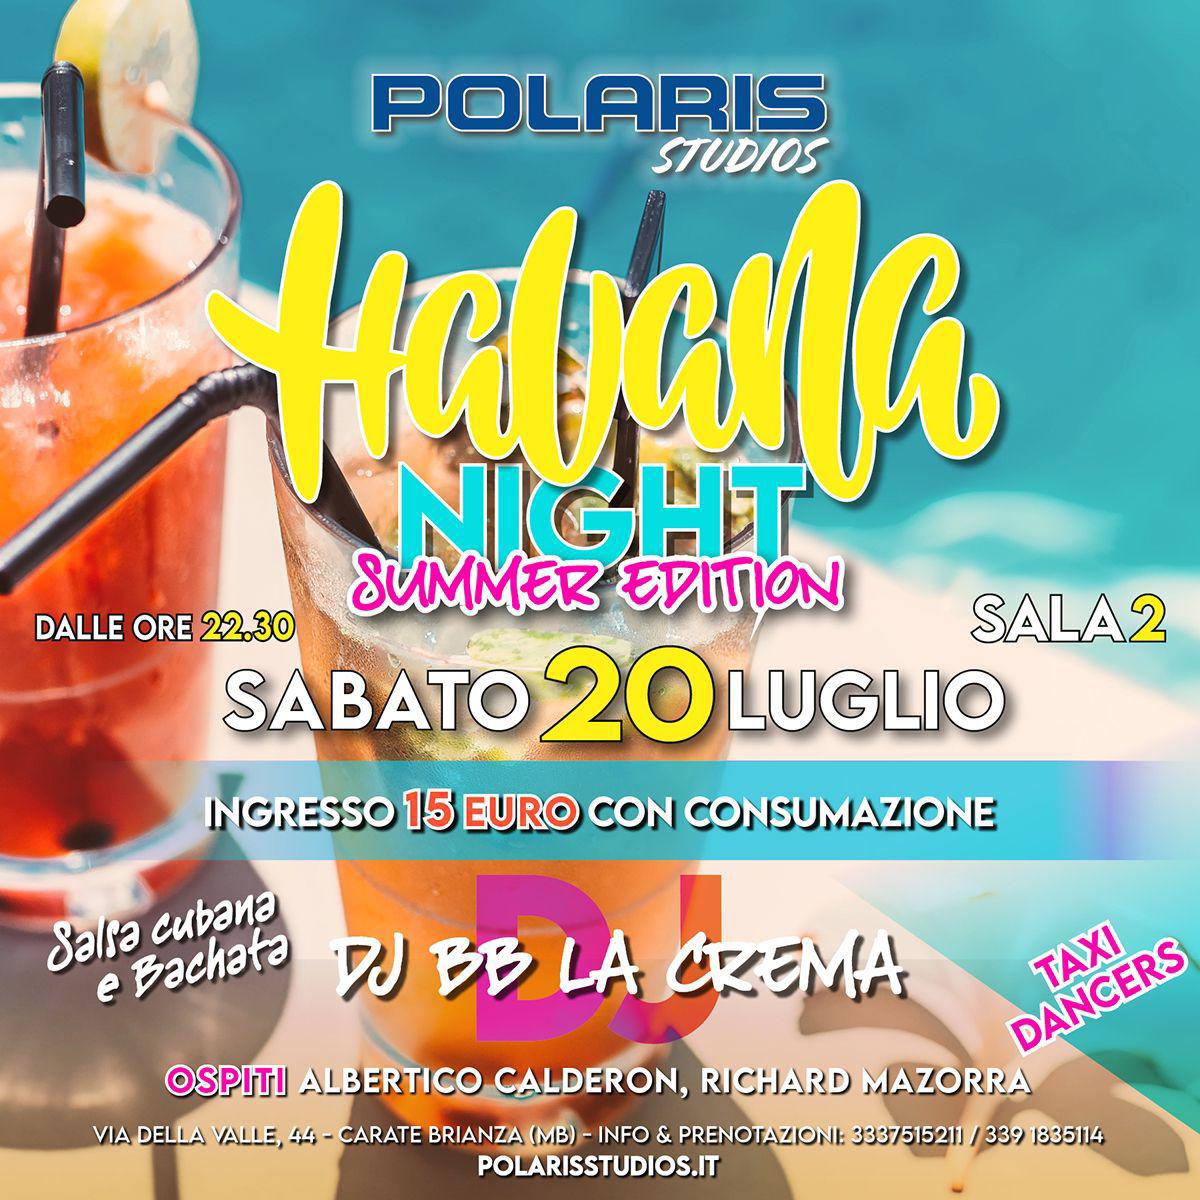 POLARIS
STUDIOS
Havana
NIGHT
SUMMER EDITION
DALLE ORE 22.30
SALA 2
SABATO 20 LUGLIO
INGRESSO 15 EURO CON CONSUMAZIONE
Salsa cubana
e Bachata
DJ
DJ BB LA CREMA
TAXI
DANCERS
OSPITI ALBERTICO CALDERON, RICHARD MAZORRA
VIA DELLA VALLE, 44 - CARATE BRIANZA (MB) - INFO & PRENOTAZIONI: 3337515211 / 339 1835114
POLARISSTUDIOS.IT